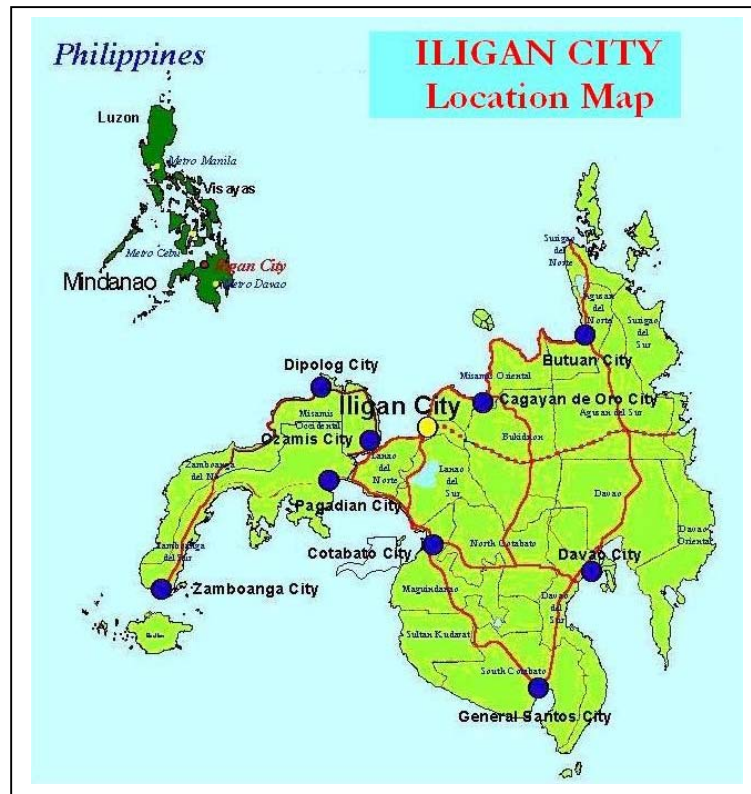 Philippines
ILIGAN CITY
Location Map
Luzon
Metro Manila
Visayas
Metro Cebu
Iligan City
Mindanao
Metro Davao
Surigao
del
Norte
Agusan
del
Norte
Surigao
del
Sur
Butuan City
Misamis Oriental
Dipolog City
Iligan City
Cagayan de Oro City
Misamis
Occidental
Agusan del Sur
Ozamis City
Bukidnon
Lanao
del
Norte
Zamboanga
Lanao
del
Sur
Pagadian City
Davao
Cotabato City
North Cotabato
Davao
Oriental
Zamboanga
del Sur
Davao City
Zamboanga City
Maguindanao
Davao
del
Sur
Sultan Kudarat
South Cotabato
General Santos City